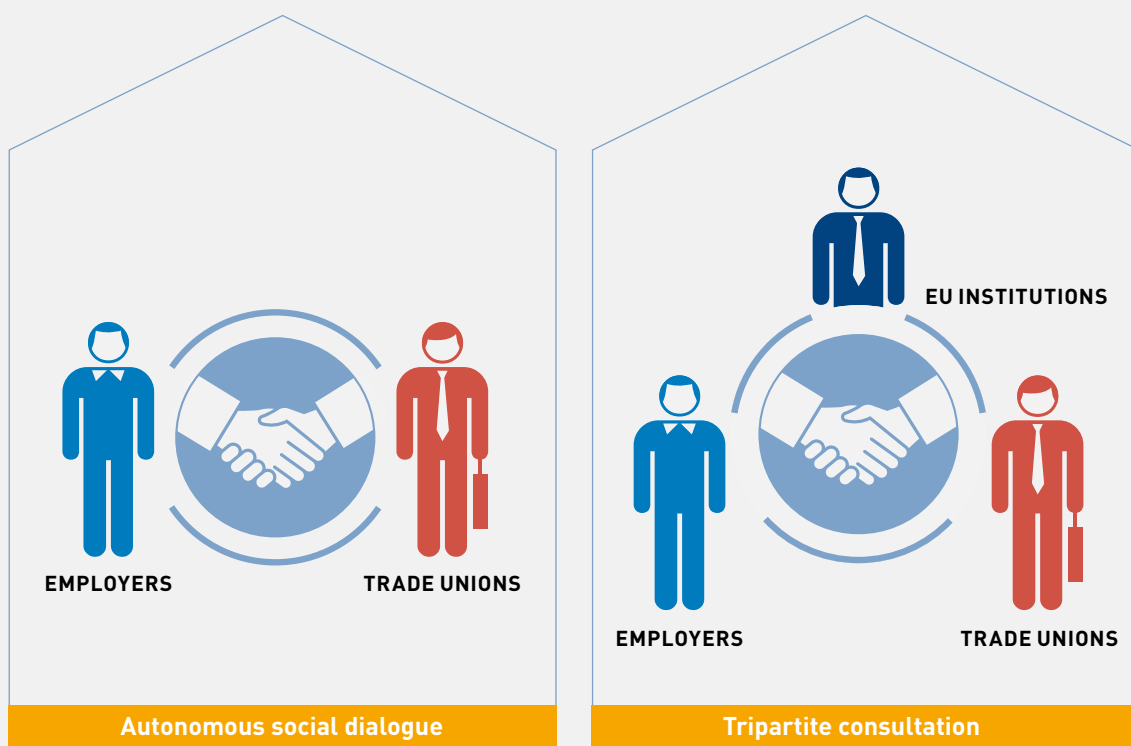 EMPLOYERS
TRADE UNIONS
Autonomous social dialogue
EU INSTITUTIONS
EMPLOYERS
TRADE UNIONS
Tripartite consultation